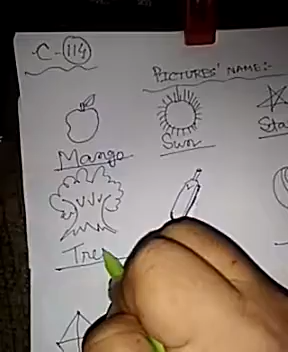 C-114
PICTURES' NAME:-
Mango
Sun
Sta
Tre